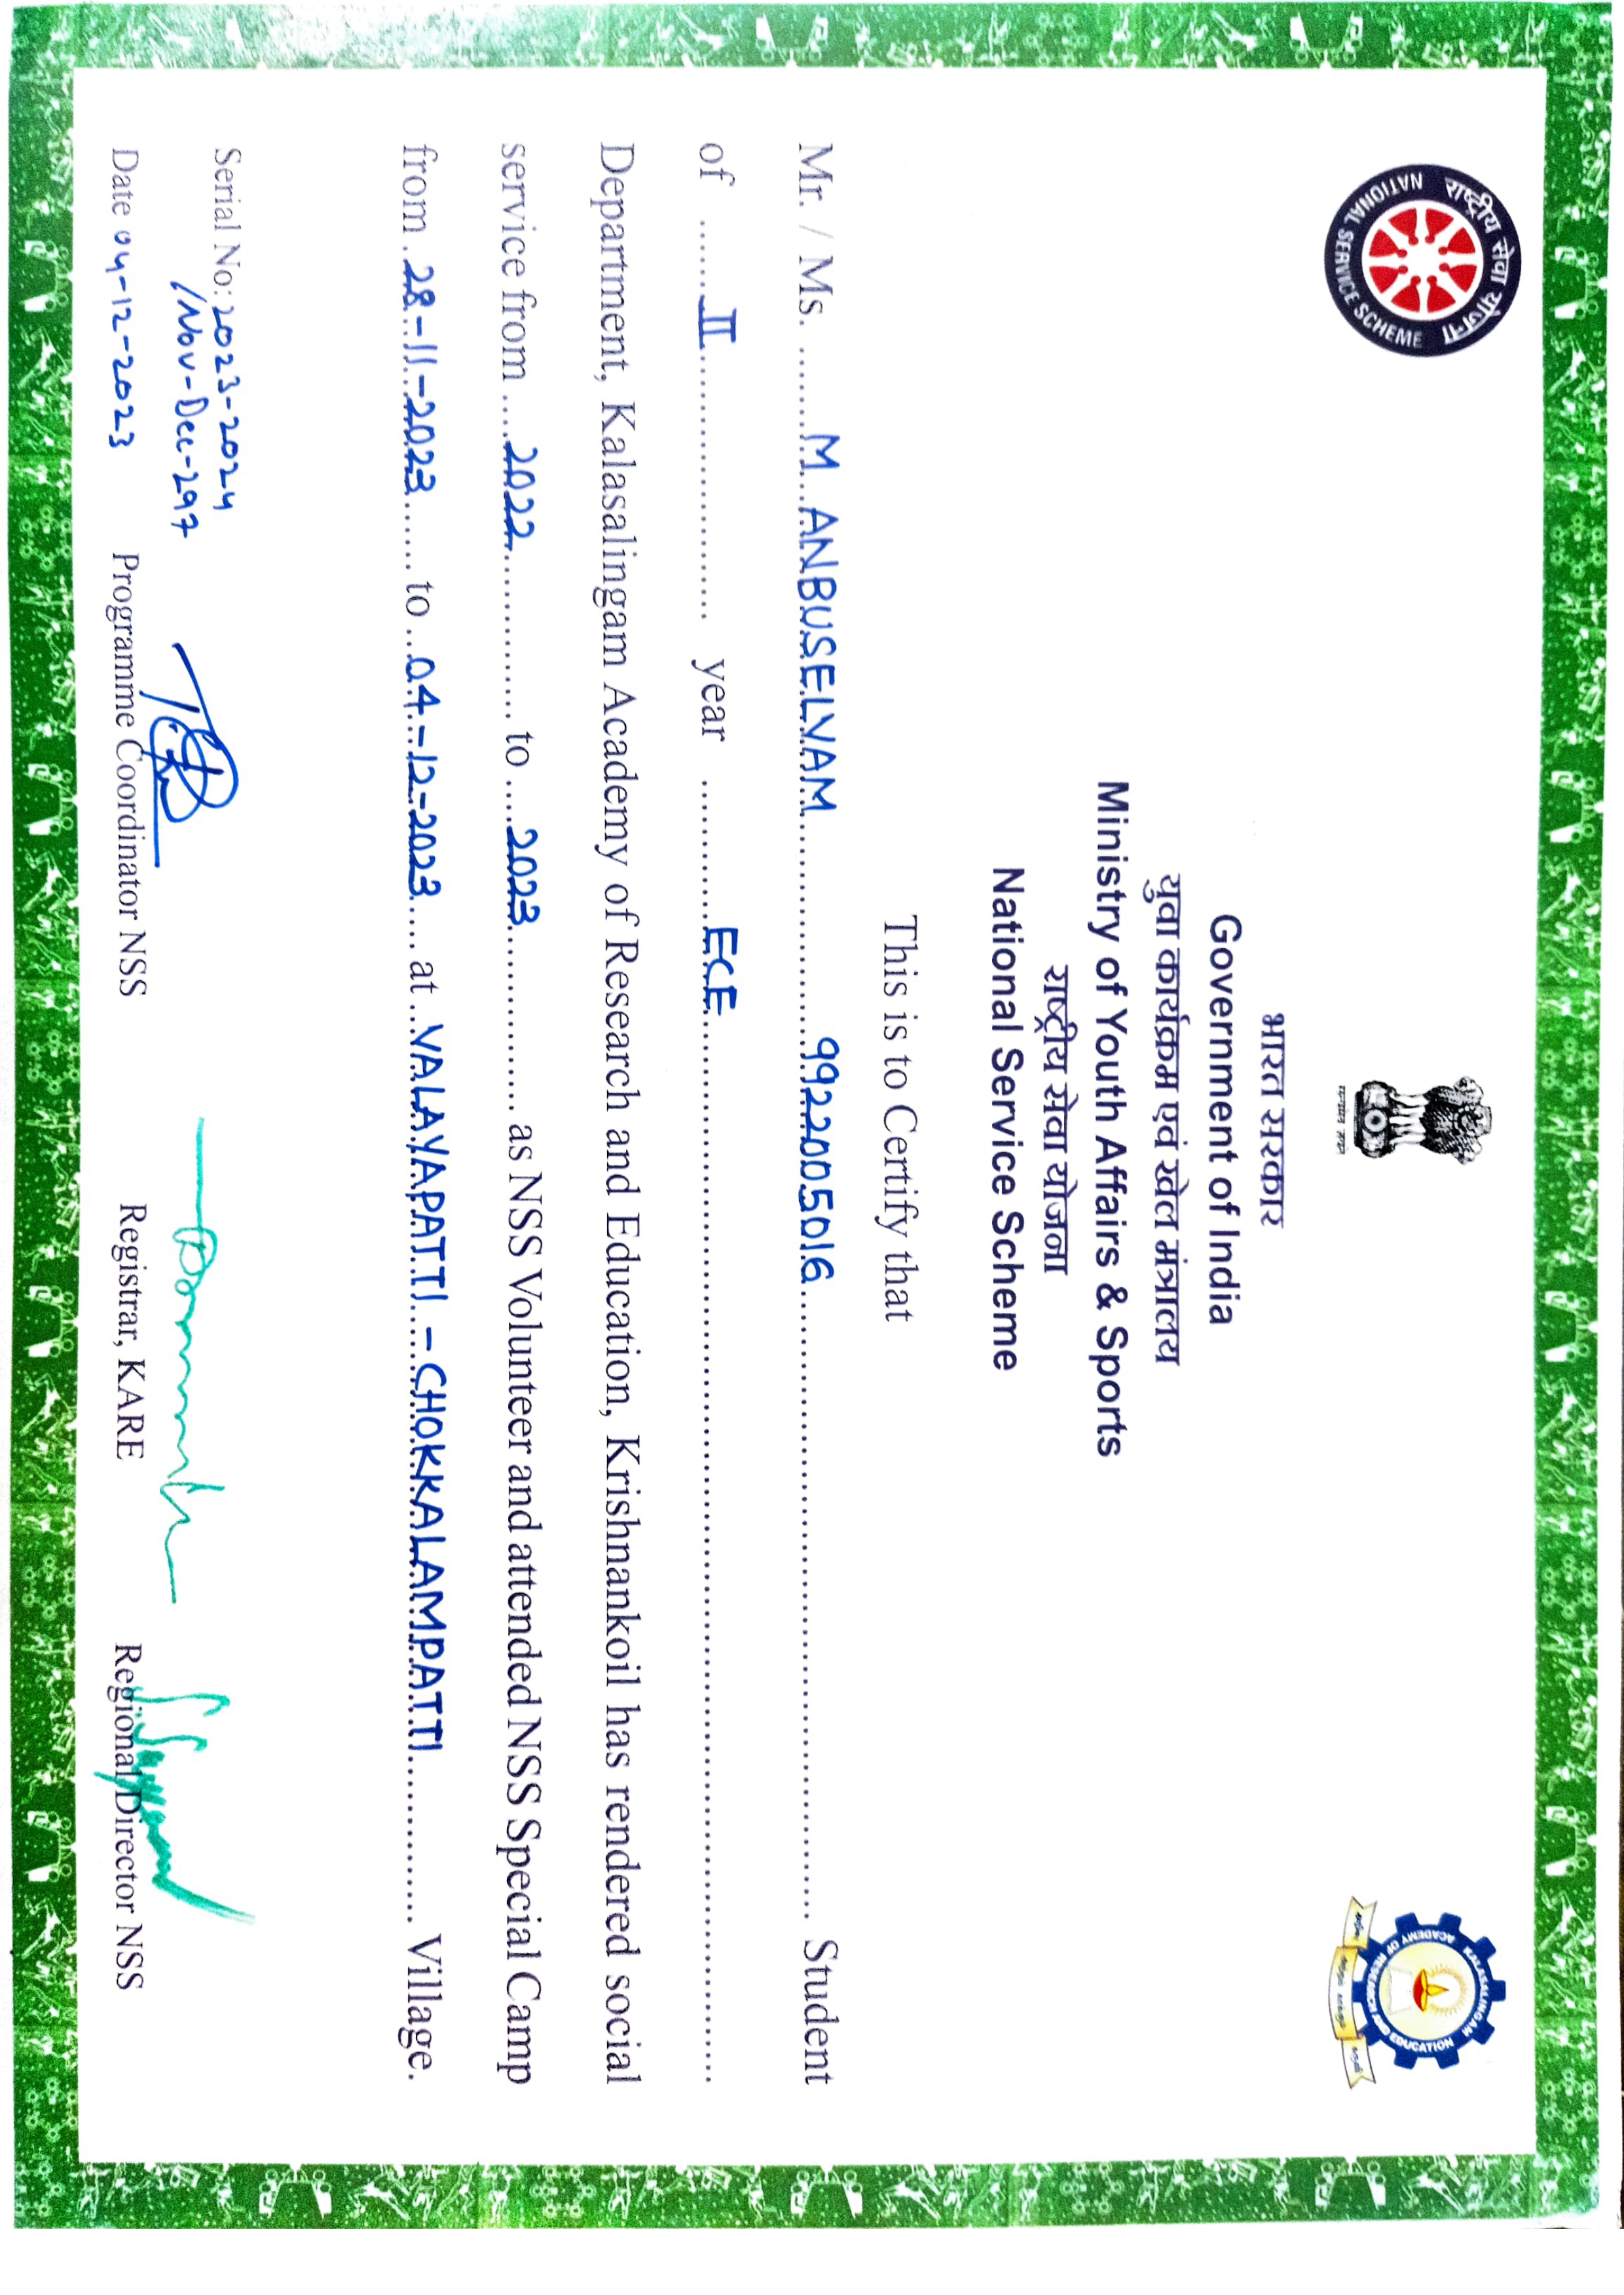 राष्ट्रीय सेवा योजना
NATIONAL SERVICE SCHEME
KALASALINGAM ACADEMY OF RESEARCH AND EDUCATION
भारत सरकार
Government of India
युवा कार्यक्रम एवं खेल मंत्रालय
Ministry of Youth Affairs & Sports
राष्ट्रीय सेवा योजना
National Service Scheme
This is to Certify that
Mr. / Ms. M ANBUSELVAM 9922005016 Student
of II year ECE
Department, Kalasalingam Academy of Research and Education, Krishnankoil has rendered social
service from 2022 to 2023 as NSS Volunteer and attended NSS Special Camp
from 28-11-2023 to 04-12-2023 at VALAYAPATTI - CHOKKALAMPATTI Village.
Serial No: 2023-2024
/Nov-Dec-297
Date 04-12-2023 Programme Coordinator NSS Registrar, KARE Regional Director NSS